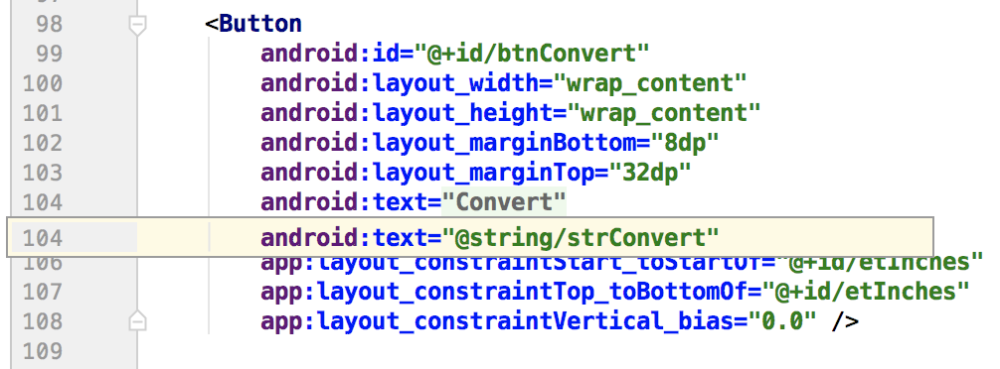 98 <Button
99 android:id="@+id/btnConvert"
100 android:layout_width="wrap_content"
101 android:layout_height="wrap_content"
102 android:layout_marginBottom="8dp"
103 android:layout_marginTop="32dp"
104 android:text="Convert"
104 android:text="@string/strConvert"
106 app:layout_constraintStart_toStartOf="@+id/etInches"
107 app:layout_constraintTop_toBottomOf="@+id/etInches"
108 app:layout_constraintVertical_bias="0.0" />
109